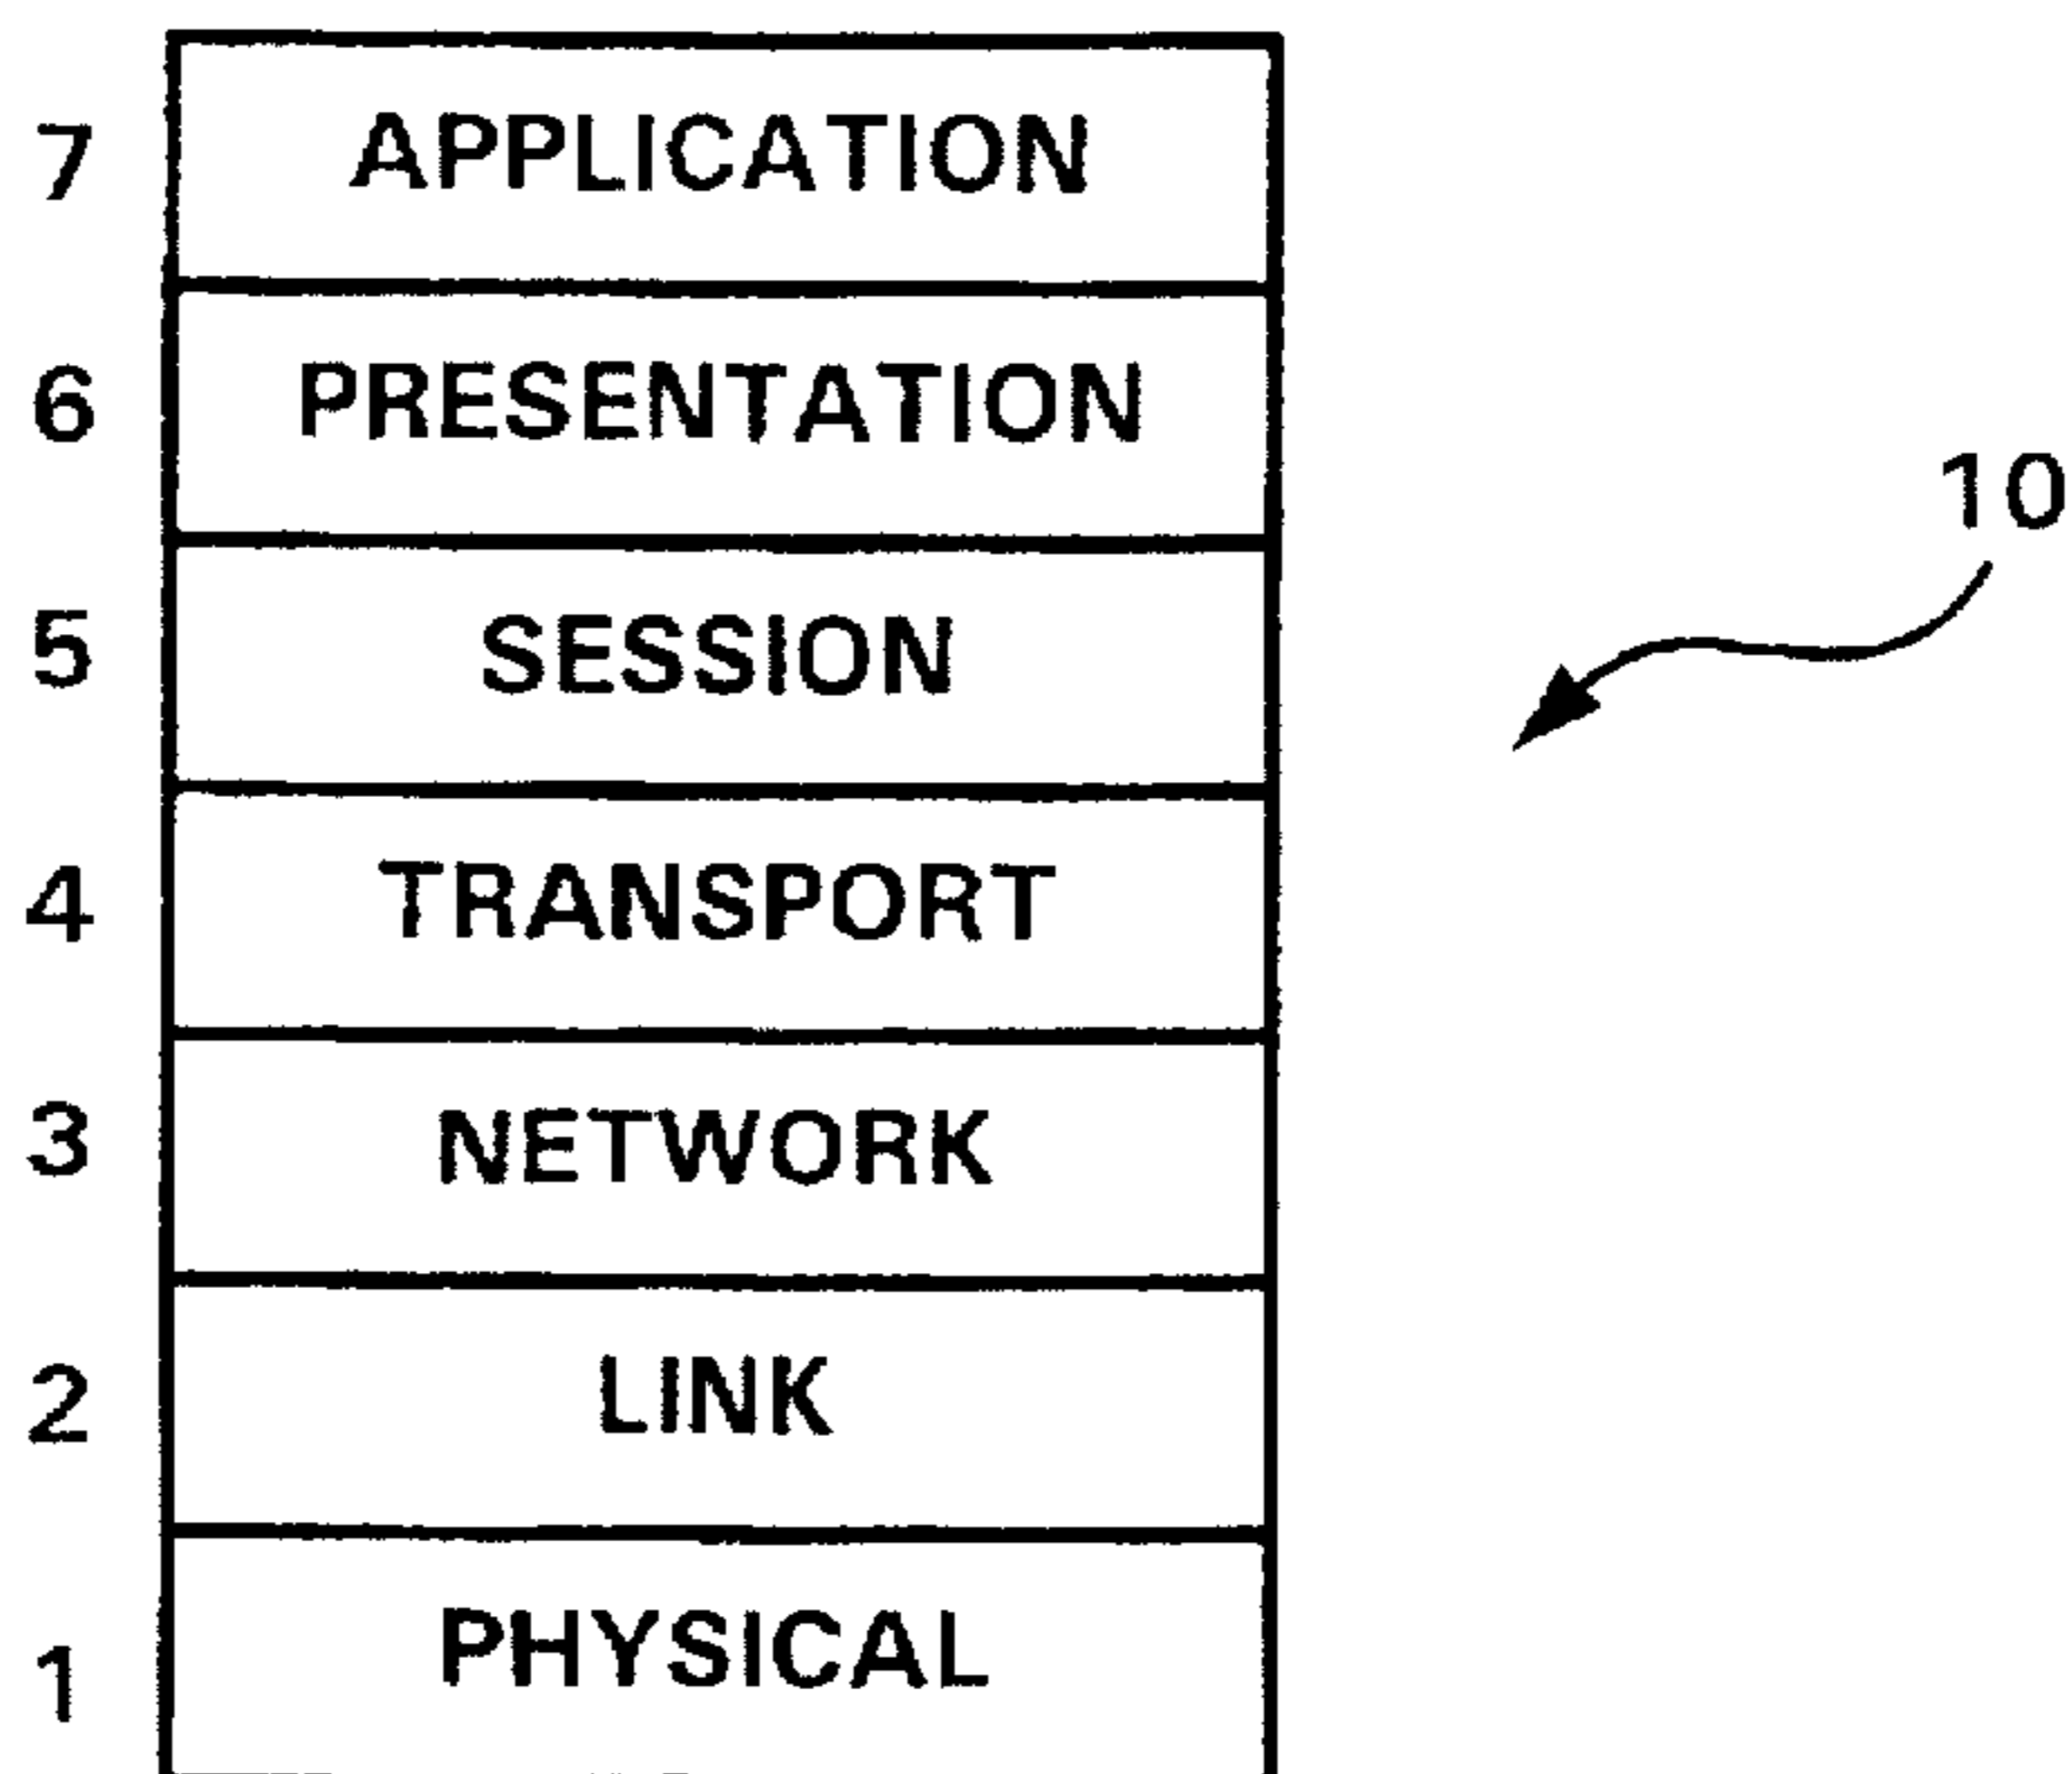 7 APPLICATION
6 PRESENTATION
10
5 SESSION
4 TRANSPORT
3 NETWORK
2 LINK
1 PHYSICAL